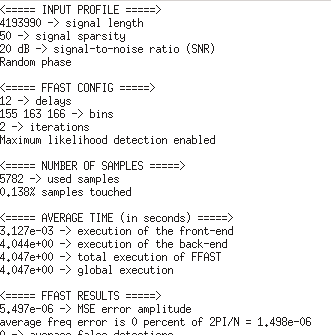 <===== INPUT PROFILE =====>
4193990 -> signal length
50 -> signal sparsity
20 dB -> signal-to-noise ratio (SNR)
Random phase
<===== FFAST CONFIG =====>
12 -> delays
155 163 166 -> bins
2 -> iterations
Maximum likelihood detection enabled
<===== NUMBER OF SAMPLES =====>
5782 -> used samples
0.138% samples touched
<===== AVERAGE TIME (in seconds) =====>
3.127e-03 -> execution of the front-end
4.044e+00 -> execution of the back-end
4.047e+00 -> total execution of FFAST
4.047e+00 -> global execution
<===== FFAST RESULTS =====>
5.497e-06 -> MSE error amplitude
average freq error is 0 percent of 2PI/N = 1.498e-06
0 -> average false detections